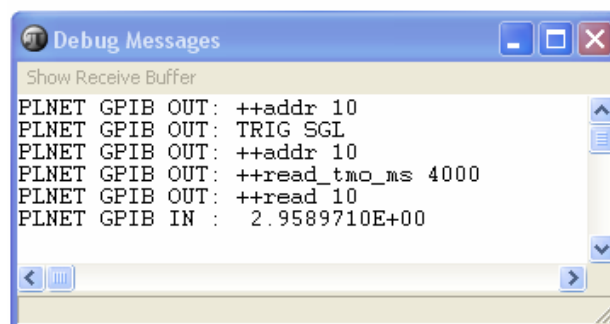 Debug Messages
Show Receive Buffer
PLNET GPIB OUT: ++addr 10
PLNET GPIB OUT: TRIG SGL
PLNET GPIB OUT: ++addr 10
PLNET GPIB OUT: ++read_tmo_ms 4000
PLNET GPIB OUT: ++read 10
PLNET GPIB IN :  2.9589710E+00